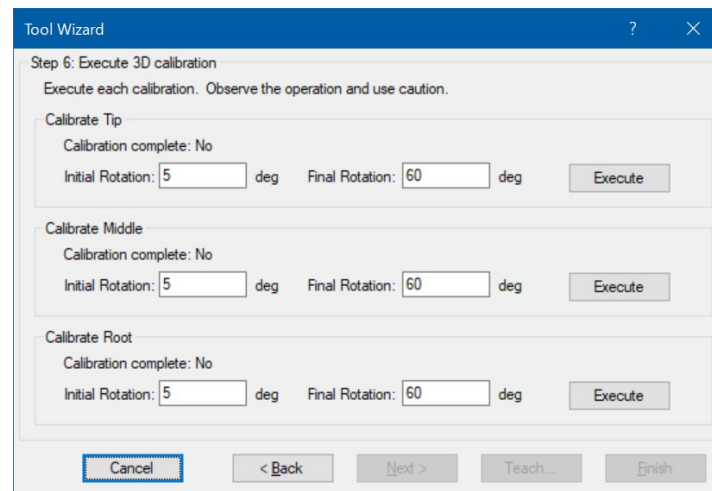 Tool Wizard ? ×
Step 6: Execute 3D calibration
Execute each calibration. Observe the operation and use caution.
Calibrate Tip
Calibration complete: No
Initial Rotation: 5 deg Final Rotation: 60 deg Execute
Calibrate Middle
Calibration complete: No
Initial Rotation: 5 deg Final Rotation: 60 deg Execute
Calibrate Root
Calibration complete: No
Initial Rotation: 5 deg Final Rotation: 60 deg Execute
Cancel < Back Next > Teach... Finish